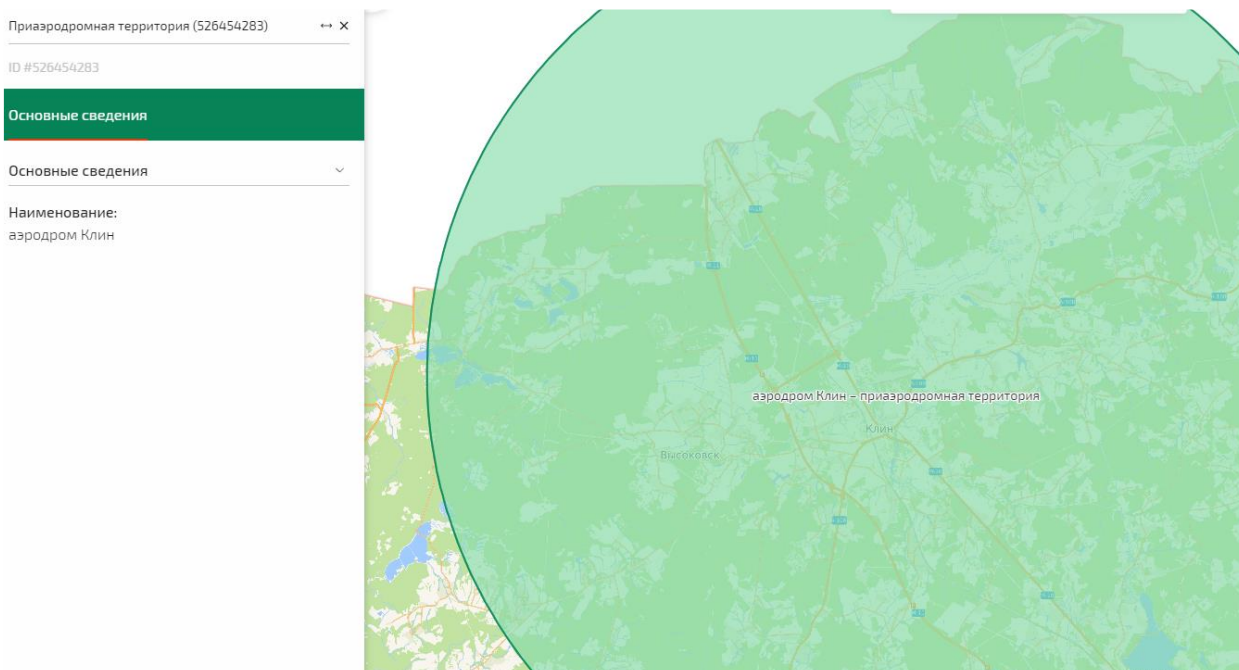 Приаэродромная территория (526454283)
ID #526454283
Основные сведения
Основные сведения
Наименование:
аэродром Клин
аэродром Клин – приаэродромная территория
Клин
Высоковск